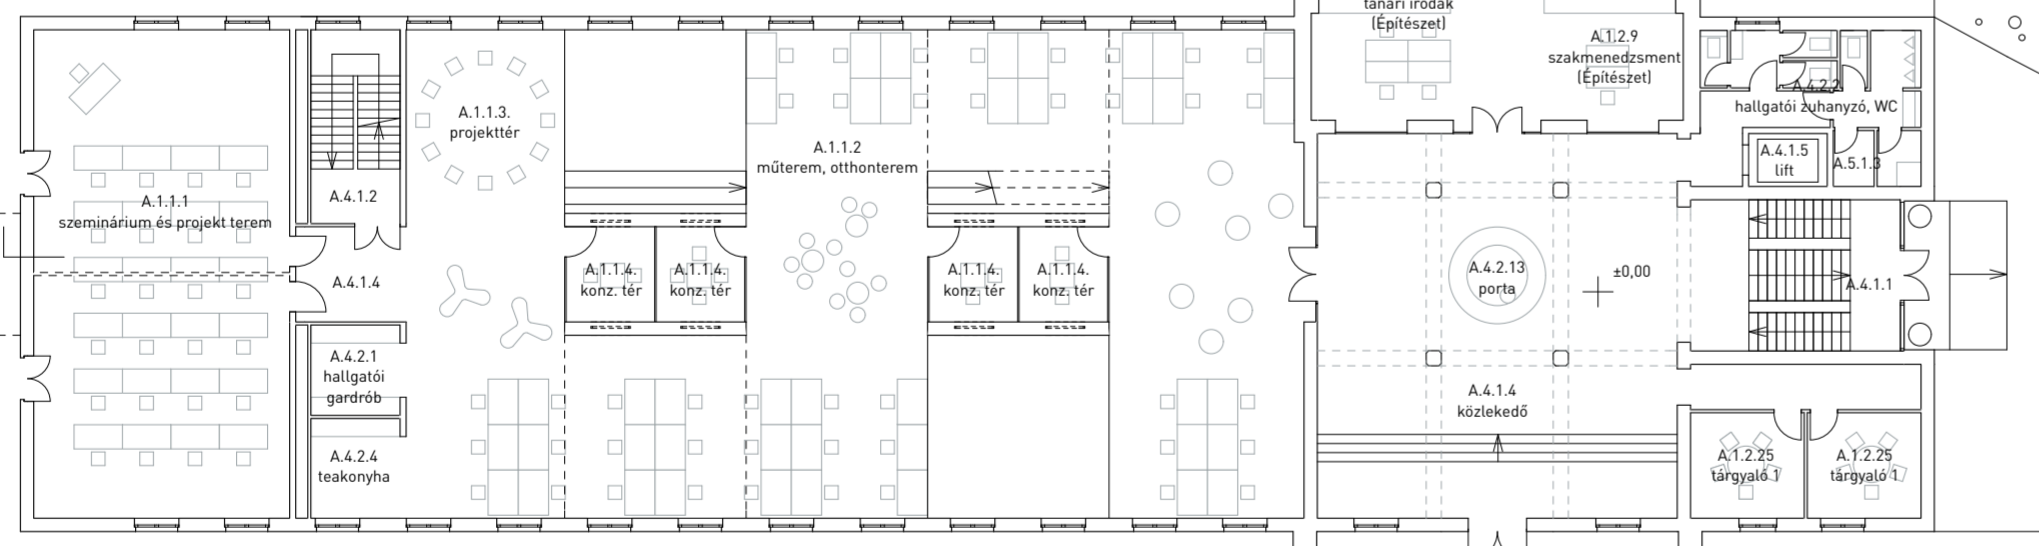 tanári irodák
(Építészet)
A.1.2.9
szakmenedzsment
(Építészet)
A.4.2.2
hallgatói zuhanyzó, WC
A.1.1.3.
projekttér
A.1.1.2
műterem, otthonterem
A.4.1.5
lift
A.5.1.3
A.4.1.2
A.1.1.1
szeminárium és projekt terem
A.1.1.4.
konz. tér
A.1.1.4.
konz. tér
A.1.1.4.
konz. tér
A.1.1.4.
konz. tér
A.4.1.4
A.4.2.13
porta
±0,00
A.4.1.1
A.4.2.1
hallgatói
gardrób
A.4.1.4
közlekedő
A.4.2.4
teakonyha
A.1.2.25
tárgyaló 1
A.1.2.25
tárgyaló 1